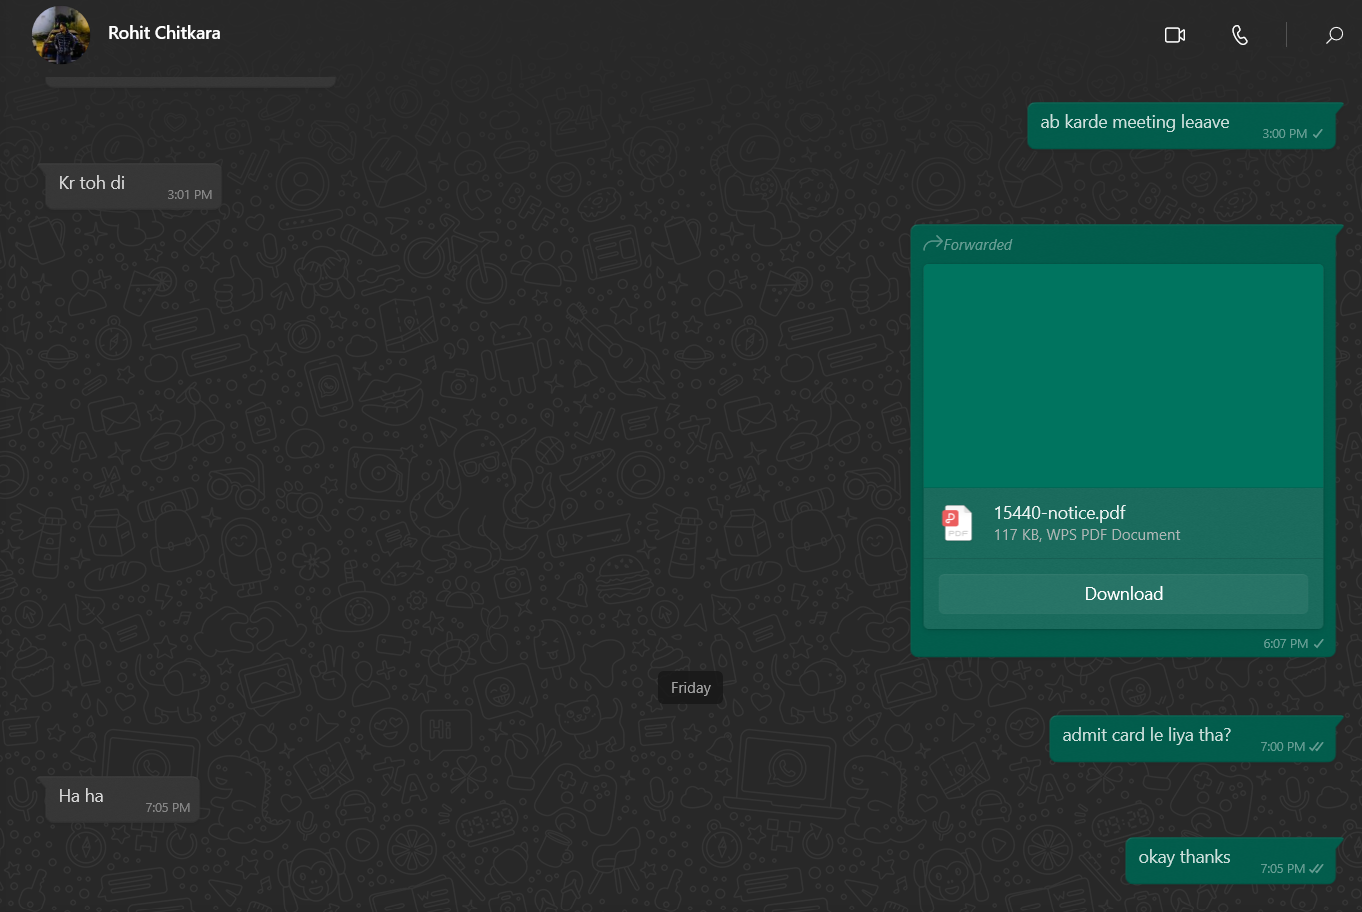 Rohit Chitkara
ab karde meeting leaave
3:00 PM
Kr toh di
3:01 PM
Forwarded
15440-notice.pdf
117 KB, WPS PDF Document
Download
6:07 PM
Friday
admit card le liya tha?
7:00 PM
Ha ha
7:05 PM
okay thanks
7:05 PM